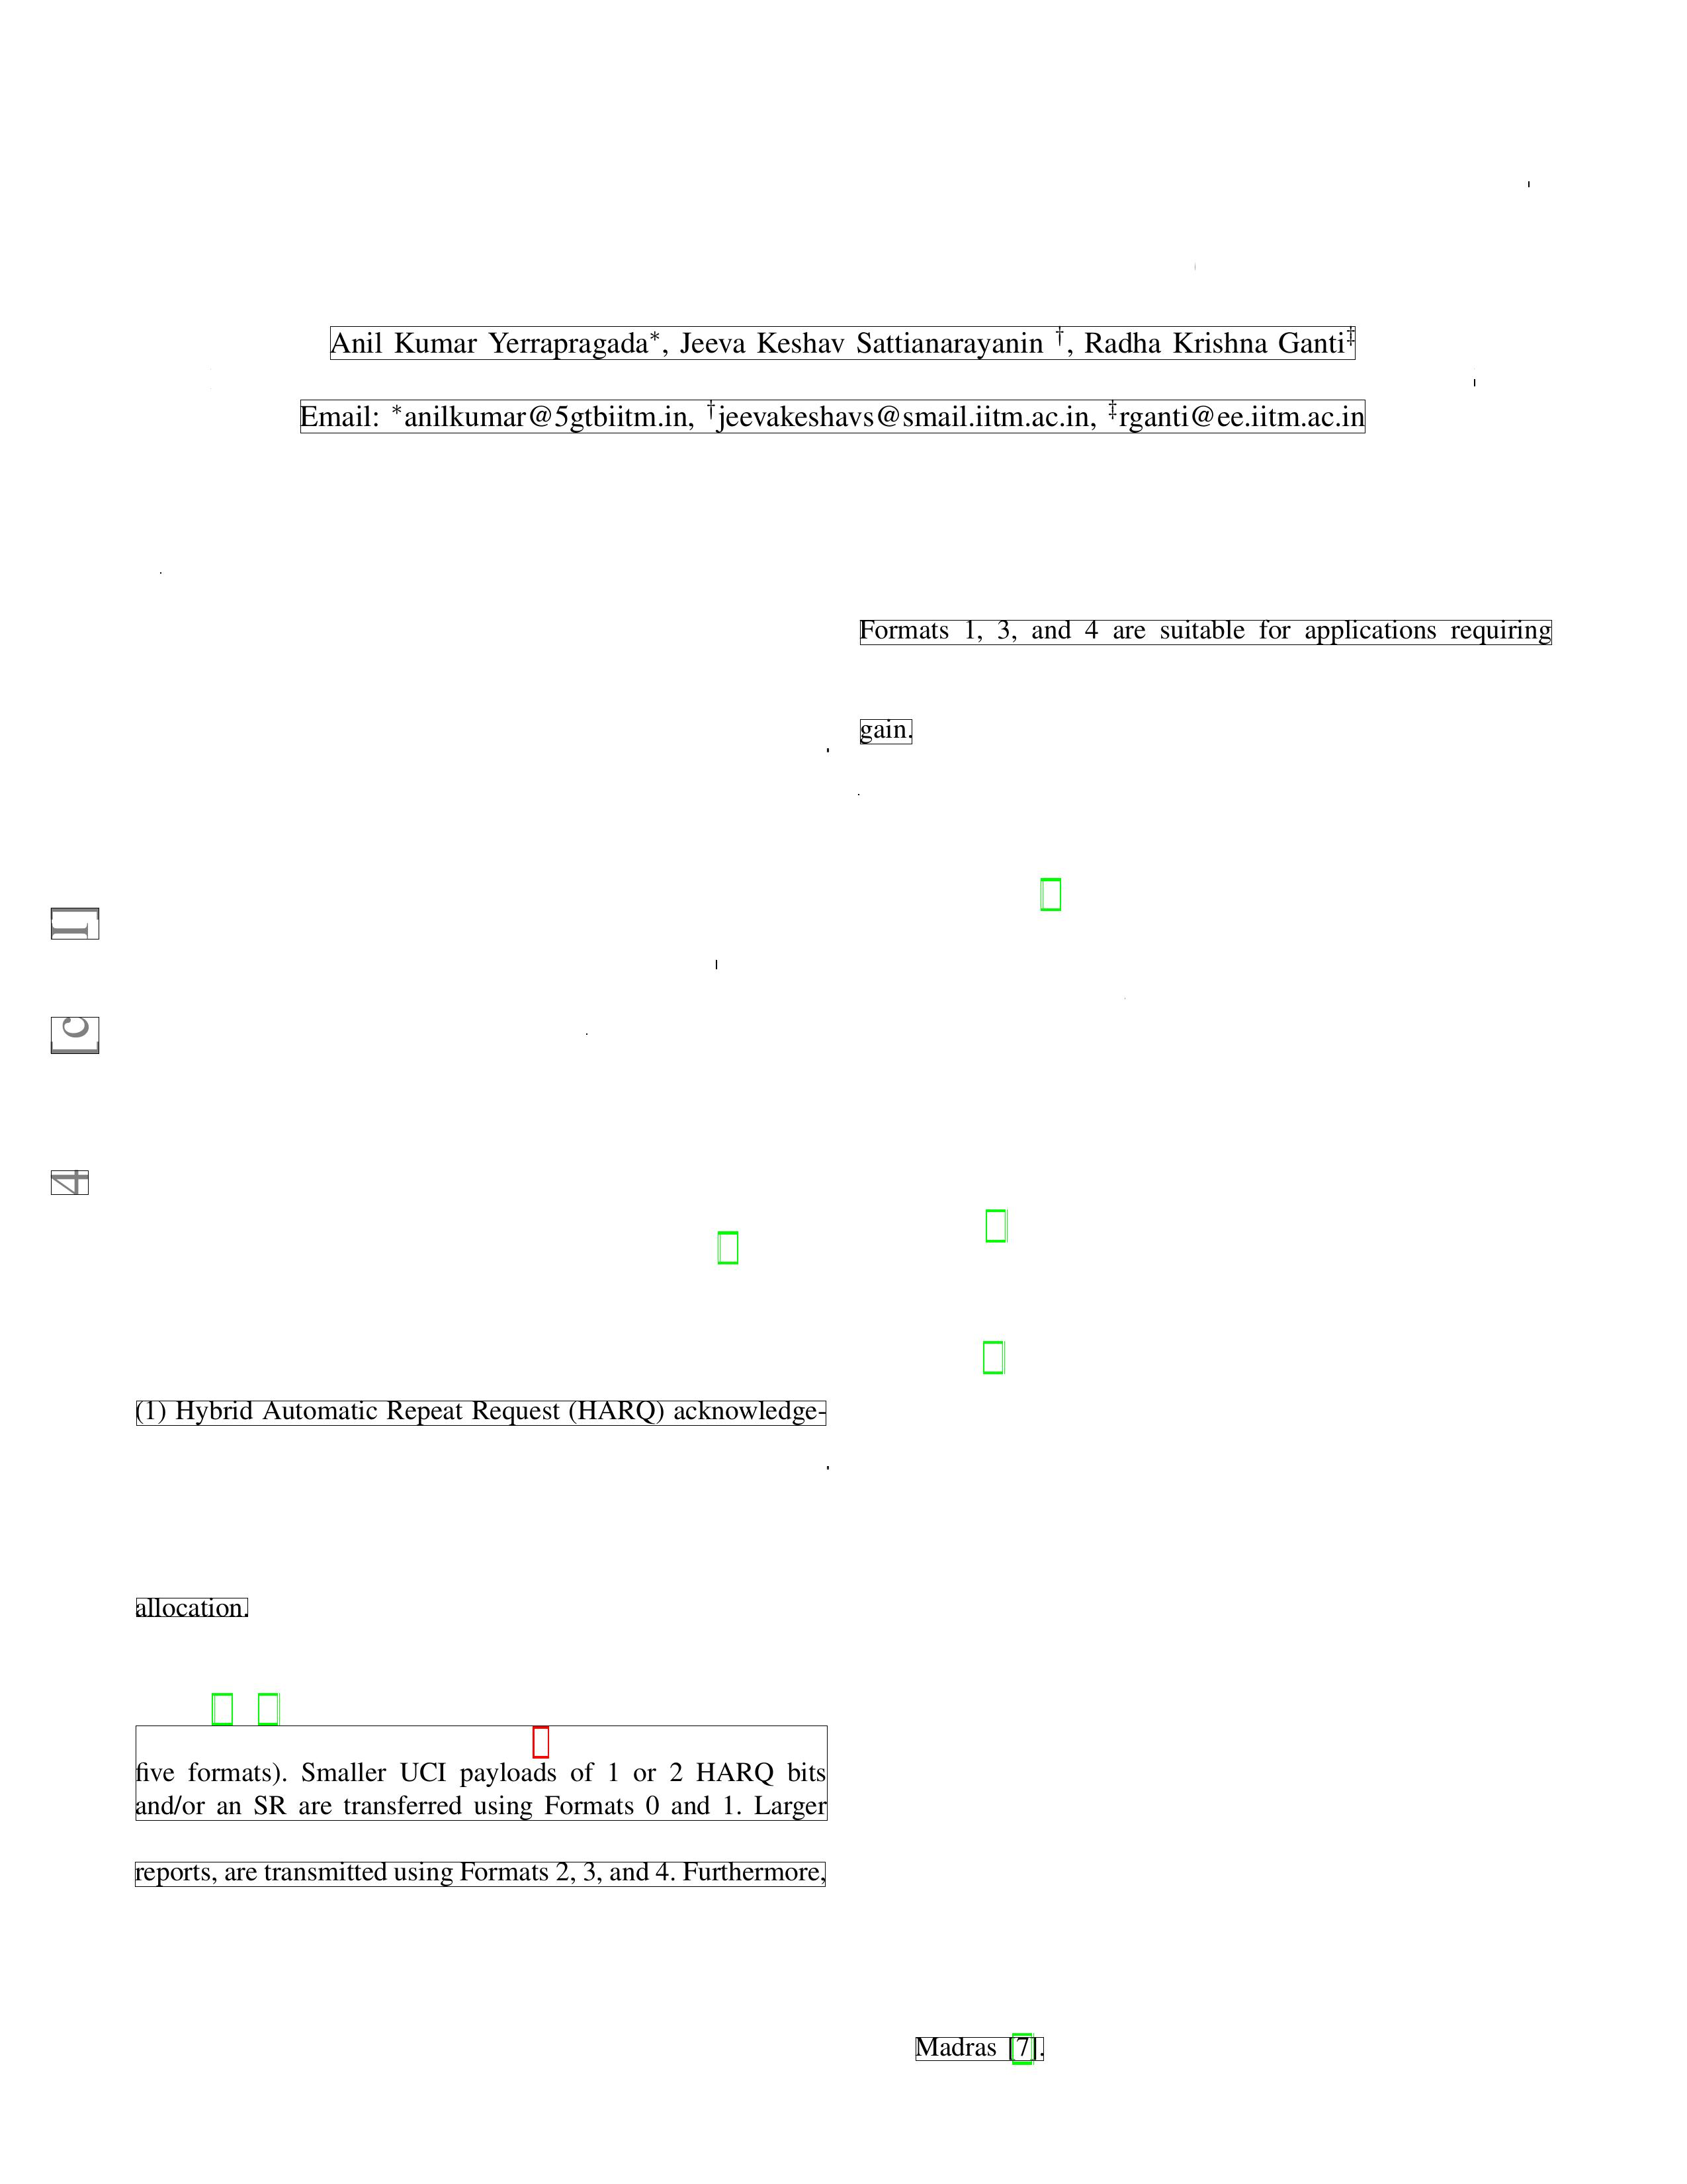 Anil Kumar Yerrapragada*, Jeeva Keshav Sattianarayanin †, Radha Krishna Ganti‡
Email: *anilkumar@5gtbiitm.in, †jeevakeshavs@smail.iitm.ac.in, ‡rganti@ee.iitm.ac.in
[c
4
(1) Hybrid Automatic Repeat Request (HARQ) acknowledge-
allocation.
five formats). Smaller UCI payloads of 1 or 2 HARQ bits
and/or an SR are transferred using Formats 0 and 1. Larger
reports, are transmitted using Formats 2, 3, and 4. Furthermore,
Formats 1, 3, and 4 are suitable for applications requiring
gain.
Madras [7].